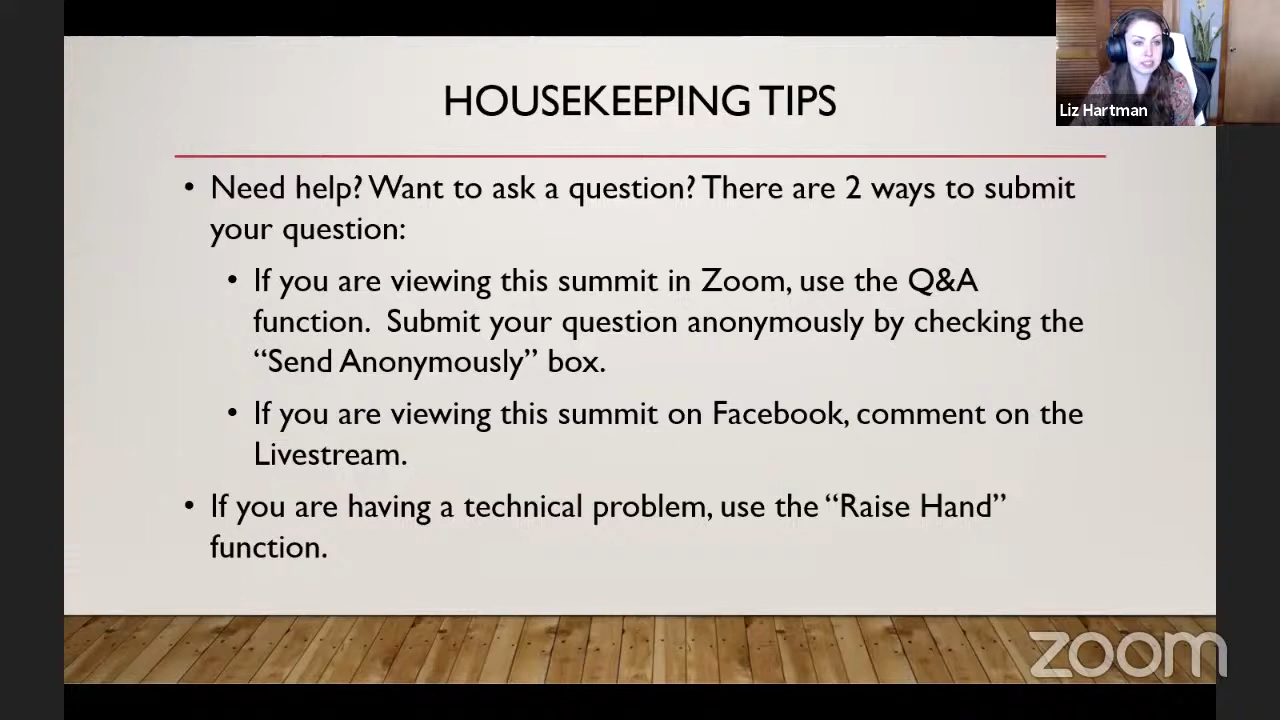 HOUSEKEEPING TIPS
Liz Hartman
• Need help? Want to ask a question? There are 2 ways to submit
your question:
• If you are viewing this summit in Zoom, use the Q&A
function.  Submit your question anonymously by checking the
“Send Anonymously” box.
• If you are viewing this summit on Facebook, comment on the
Livestream.
• If you are having a technical problem, use the “Raise Hand”
function.
zoom